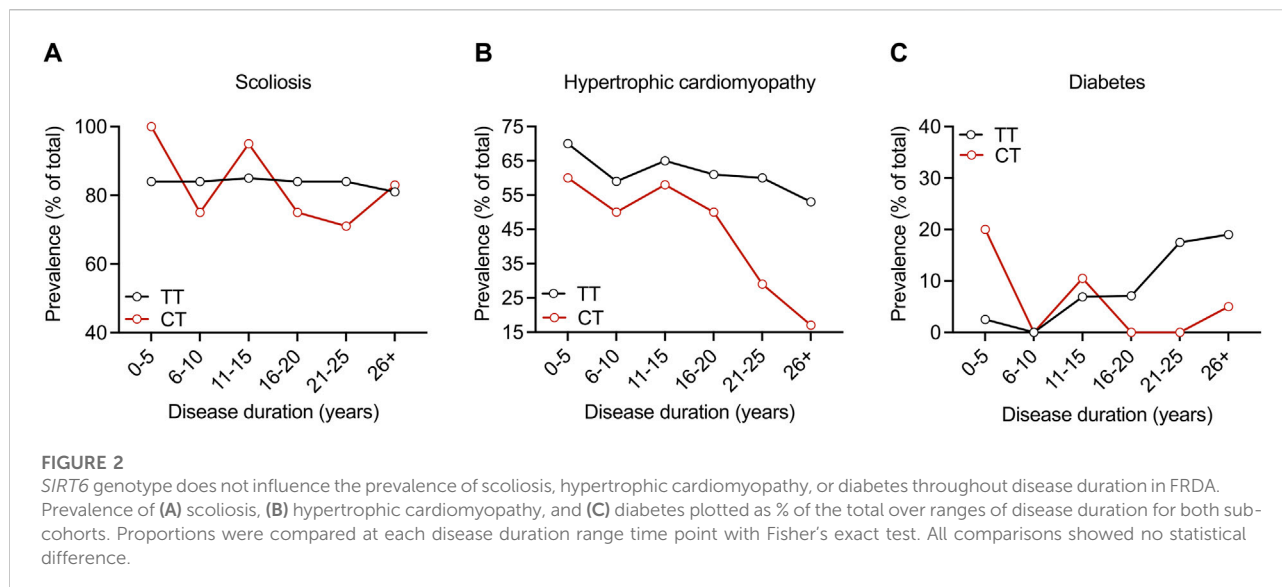 A
Scoliosis
Prevalence (% of total)
100
80
60
40
TT
CT
0-5
6-10
11-15
16-20
21-25
26+
Disease duration (years)
B
Hypertrophic cardiomyopathy
Prevalence (% of total)
75
65
55
45
35
25
15
TT
CT
0-5
6-10
11-15
16-20
21-25
26+
Disease duration (years)
C
Diabetes
Prevalence (% of total)
40
30
20
10
0
TT
CT
0-5
6-10
11-15
16-20
21-25
26+
Disease duration (years)
FIGURE 2
SIRT6 genotype does not influence the prevalence of scoliosis, hypertrophic cardiomyopathy, or diabetes throughout disease duration in FRDA.
Prevalence of (A) scoliosis, (B) hypertrophic cardiomyopathy, and (C) diabetes plotted as % of the total over ranges of disease duration for both sub-
cohorts. Proportions were compared at each disease duration range time point with Fisher's exact test. All comparisons showed no statistical
difference.